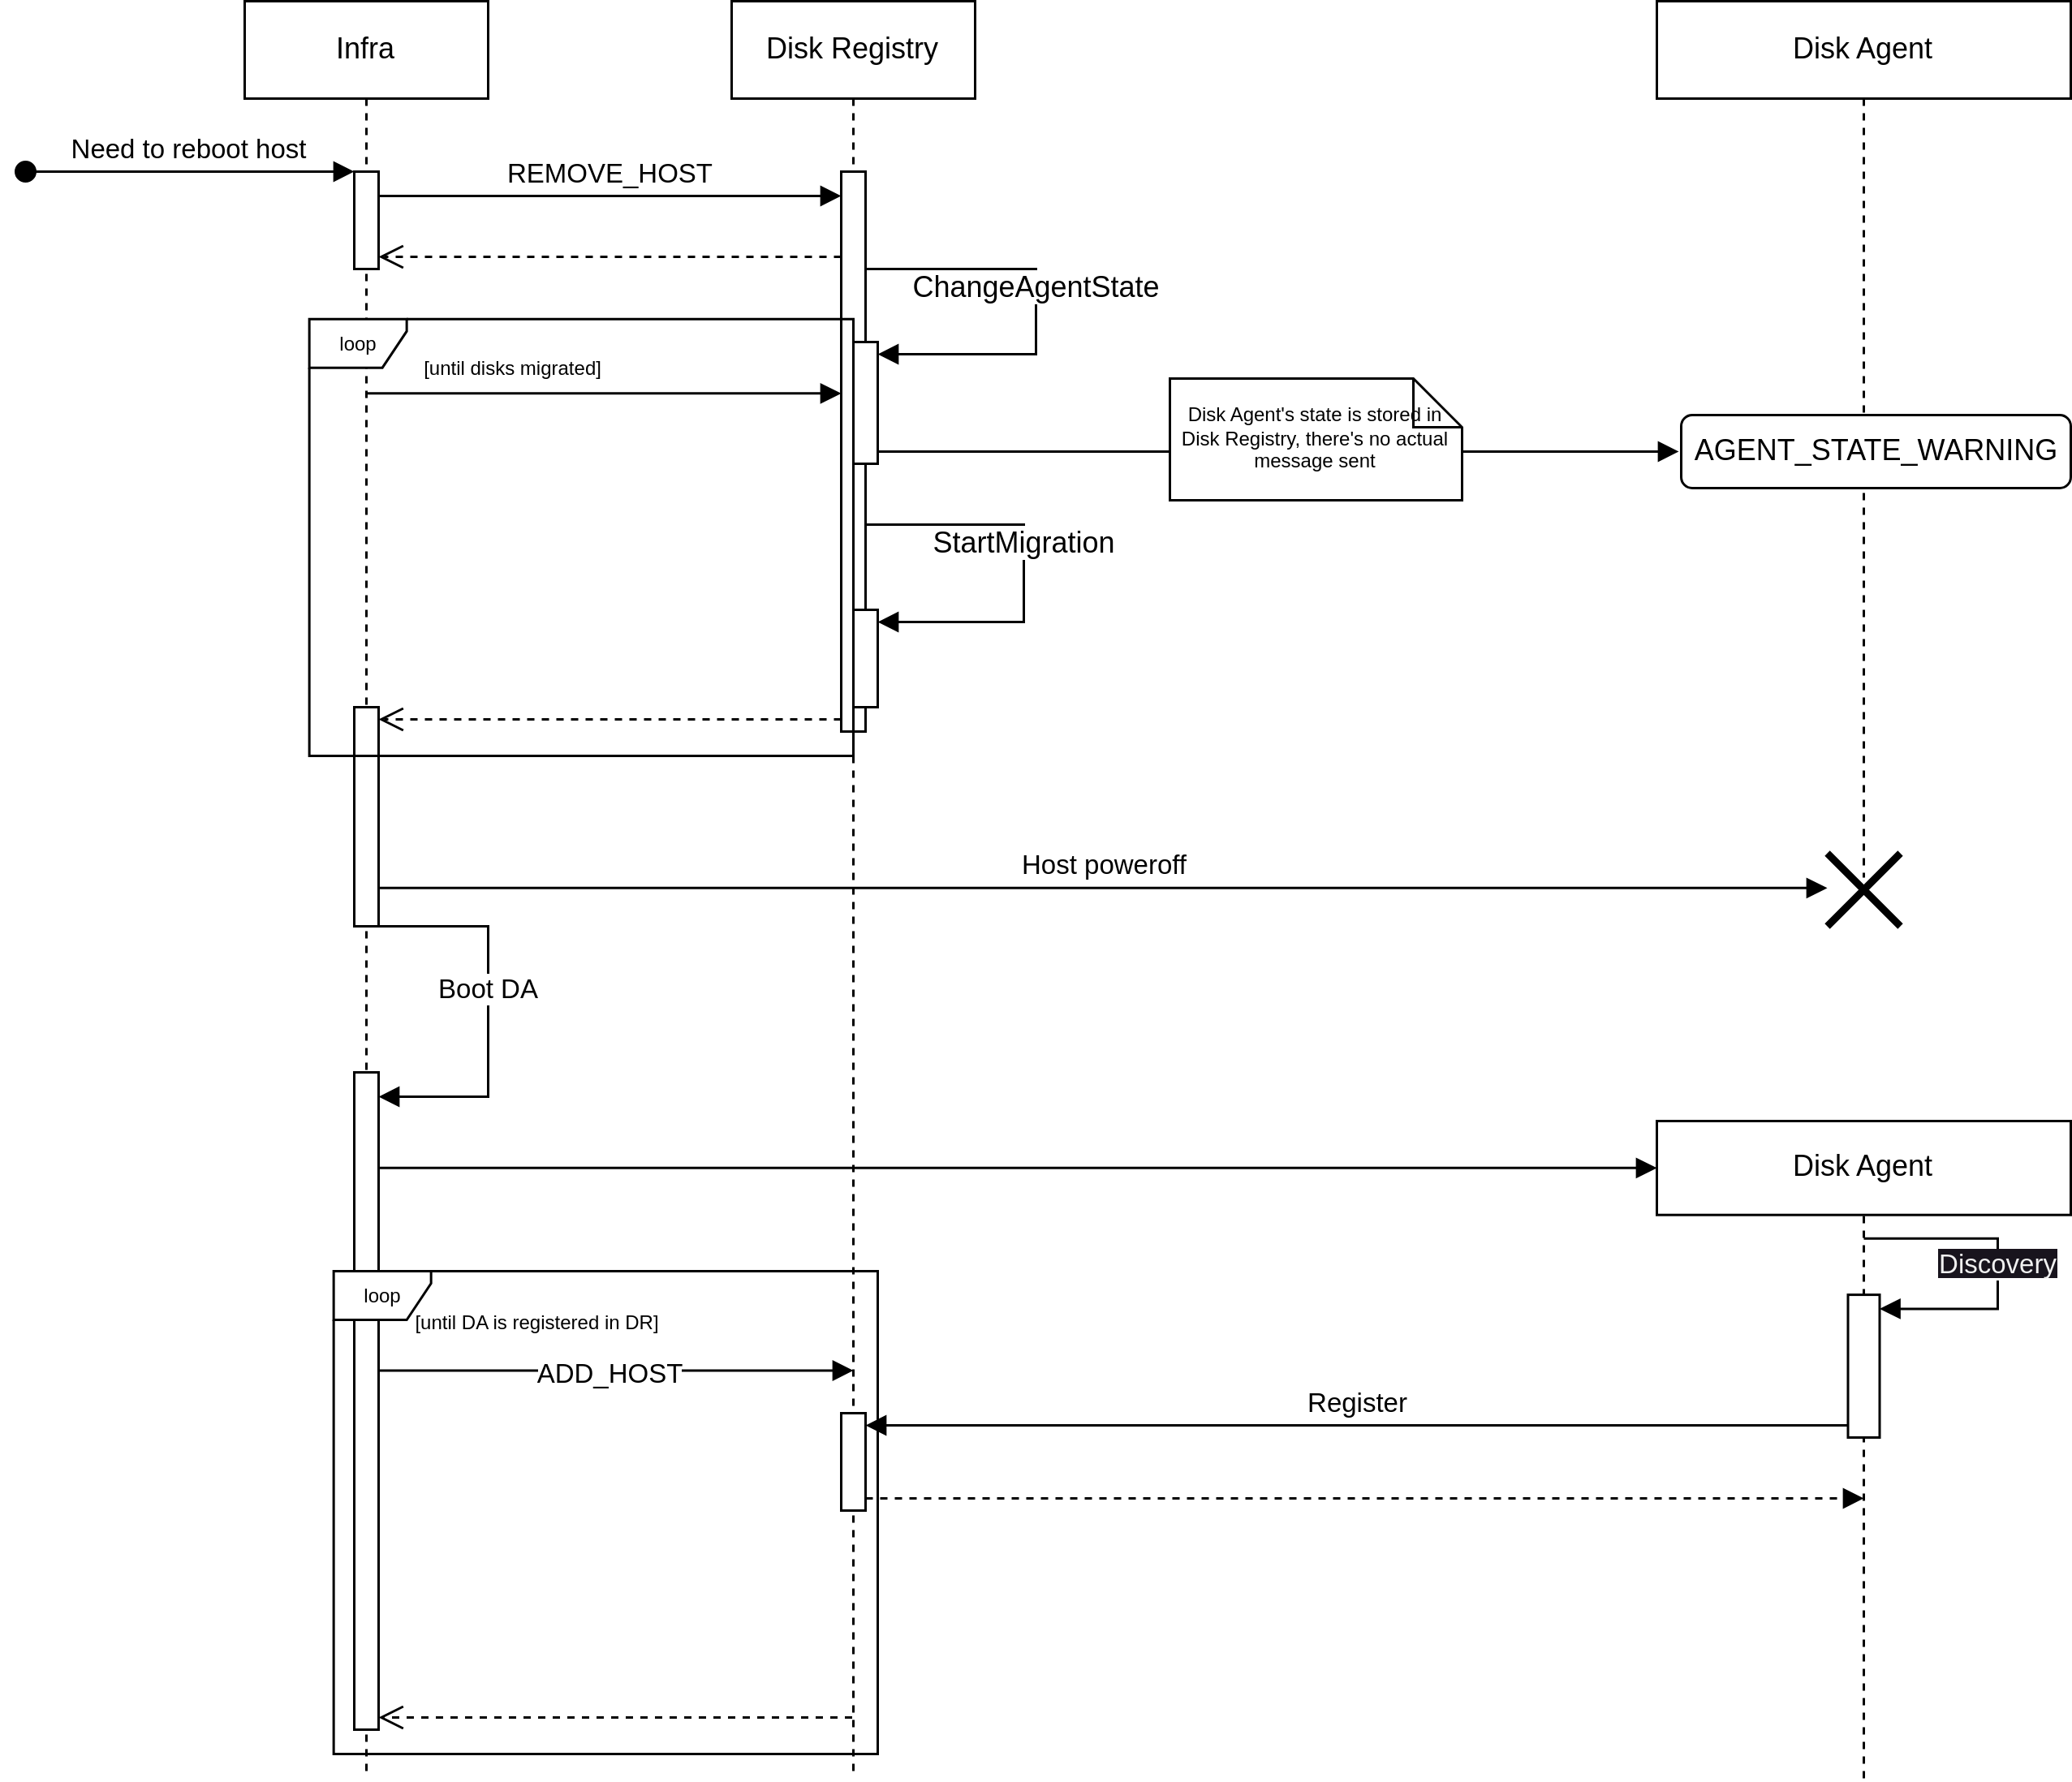 Infra
Disk Registry
Disk Agent
Need to reboot host
REMOVE_HOST
ChangeAgentState
loop
[until disks migrated]
Disk Agent's state is stored in
Disk Registry, there's no actual
message sent
AGENT_STATE_WARNING
StartMigration
Host poweroff
Boot DA
Disk Agent
Discovery
loop
[until DA is registered in DR]
ADD_HOST
Register